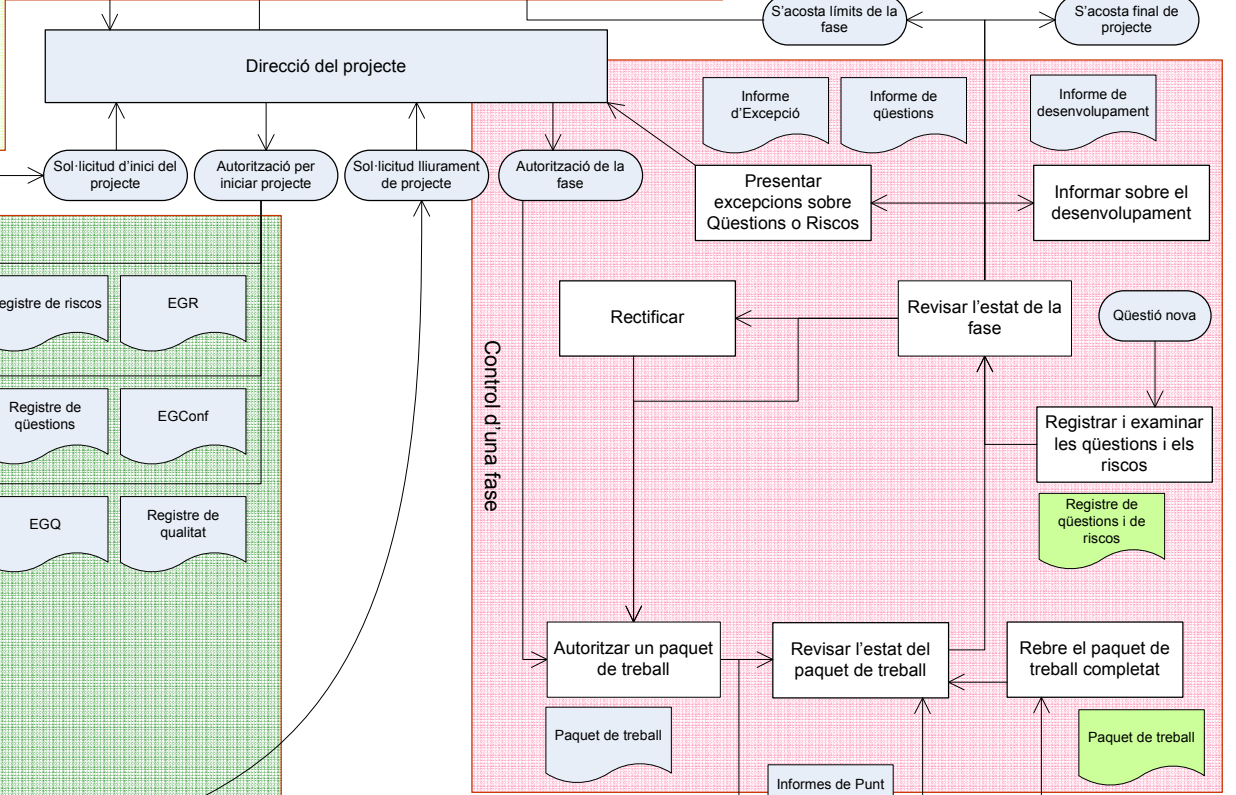 S'acosta límits de la
fase
S'acosta final de
projecte
Direcció del projecte
Informe
d'Excepció
Informe de
qüestions
Informe de
desenvolupament
Sol·licitud d'inici del
projecte
Autorització per
iniciar projecte
Sol·licitud lliurament
de projecte
Autorització de la
fase
Presentar
excepcions sobre
Qüestions o Riscos
Informar sobre el
desenvolupament
egistre de riscos
EGR
Rectificar
Revisar l'estat de la
fase
Qüestió nova
Control d'una fase
Registre de
qüestions
EGConf
Registrar i examinar
les qüestions i els
riscos
EGQ
Registre de
qualitat
Registre de
qüestions i de
riscos
Autoritzar un paquet
de treball
Revisar l'estat del
paquet de treball
Rebre el paquet de
treball completat
Paquet de treball
Paquet de treball
Informes de Punt